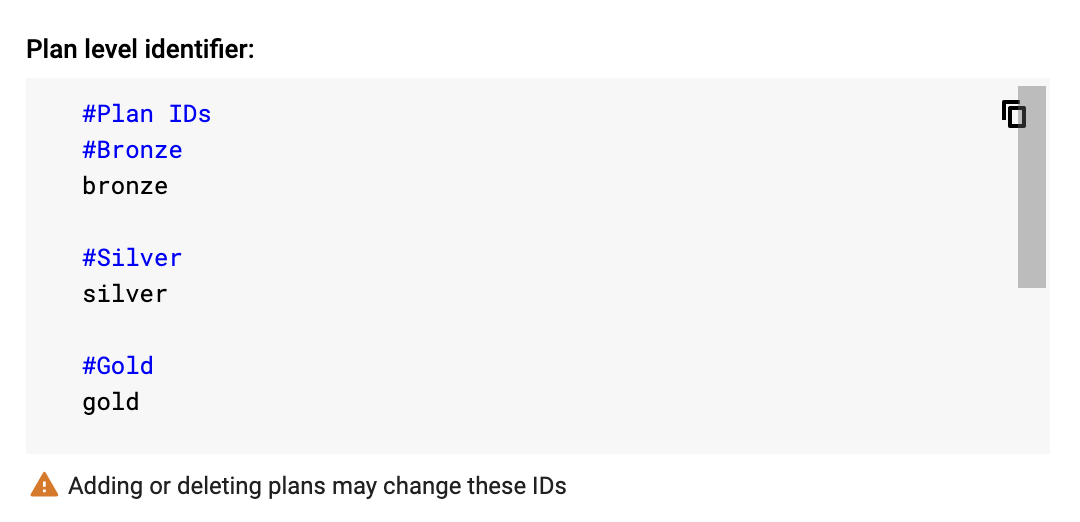 Plan level identifier:
#Plan IDs
#Bronze
bronze
#Silver
silver
#Gold
gold
Adding or deleting plans may change these IDs